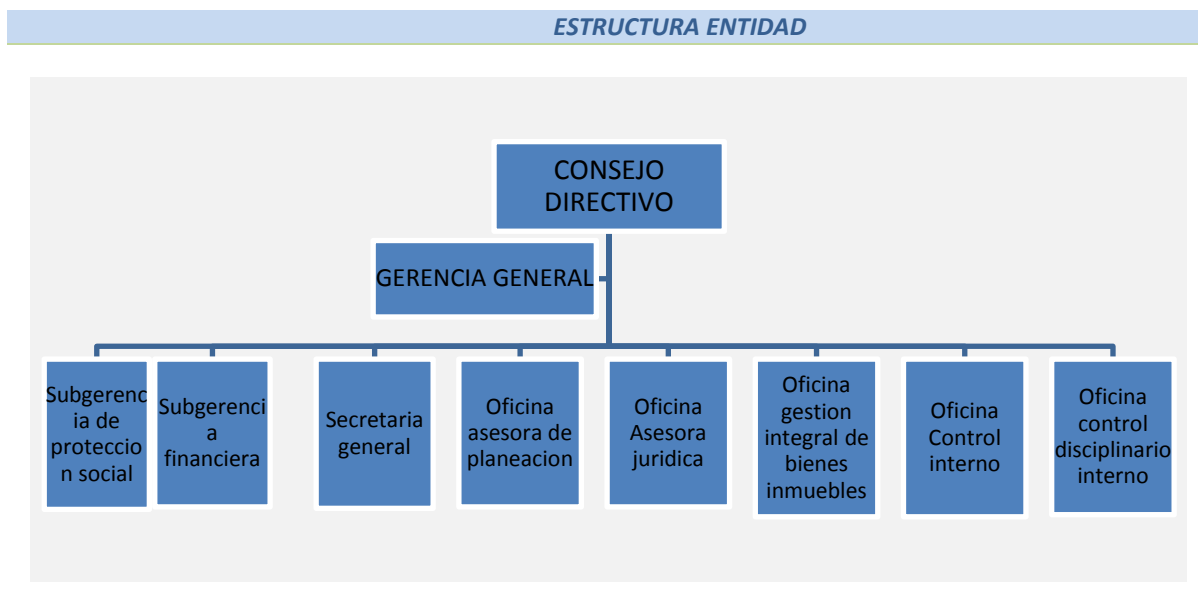 ESTRUCTURA ENTIDAD
CONSEJO
DIRECTIVO
GERENCIA GENERAL
Subgerenc
ia de
proteccio
n social
Subgerenci
a
financiera
Secretaria
general
Oficina
asesora de
planeacion
Oficina
Asesora
juridica
Oficina
gestion
integral de
bienes
inmuebles
Oficina
Control
interno
Oficina
control
disciplinario
interno